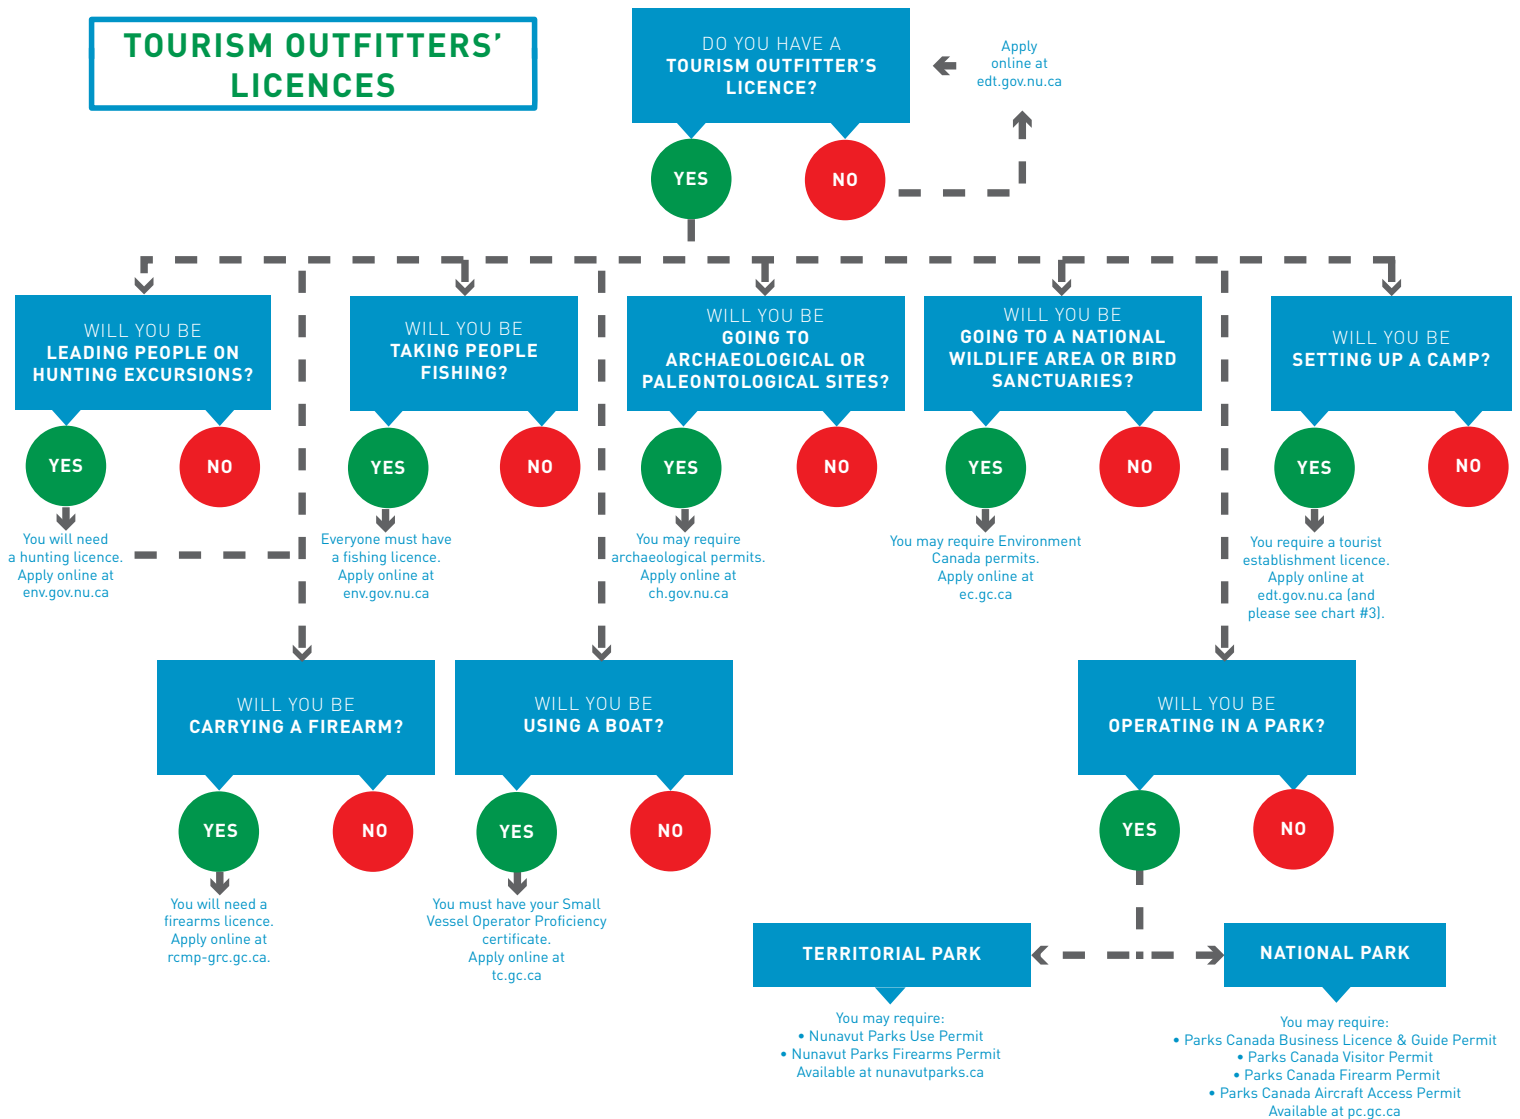 TOURISM OUTFITTERS’
LICENCES
DO YOU HAVE A
TOURISM OUTFITTER'S
LICENCE?
Apply
online at
edt.gov.nu.ca
YES
NO
WILL YOU BE
LEADING PEOPLE ON
HUNTING EXCURSIONS?
YES
NO
You will need
a hunting licence.
Apply online at
env.gov.nu.ca
WILL YOU BE
TAKING PEOPLE
FISHING?
YES
NO
Everyone must have
a fishing licence.
Apply online at
env.gov.nu.ca
WILL YOU BE
GOING TO
ARCHAEOLOGICAL OR
PALEONTOLOGICAL SITES?
YES
NO
You may require
archaeological permits.
Apply online at
ch.gov.nu.ca
WILL YOU BE
GOING TO A NATIONAL
WILDLIFE AREA OR BIRD
SANCTUARIES?
YES
NO
You may require Environment
Canada permits.
Apply online at
ec.gc.ca
WILL YOU BE
SETTING UP A CAMP?
YES
NO
You require a tourist
establishment licence.
Apply online at
edt.gov.nu.ca (and
please see chart #3).
WILL YOU BE
CARRYING A FIREARM?
YES
NO
You will need a
firearms licence.
Apply online at
rcmp-grc.gc.ca.
WILL YOU BE
USING A BOAT?
YES
NO
You must have your Small
Vessel Operator Proficiency
certificate.
Apply online at
tc.gc.ca
WILL YOU BE
OPERATING IN A PARK?
YES
NO
TERRITORIAL PARK
You may require:
• Nunavut Parks Use Permit
• Nunavut Parks Firearms Permit
Available at nunavutparks.ca
NATIONAL PARK
You may require:
• Parks Canada Business Licence & Guide Permit
• Parks Canada Visitor Permit
• Parks Canada Firearm Permit
• Parks Canada Aircraft Access Permit
Available at pc.gc.ca